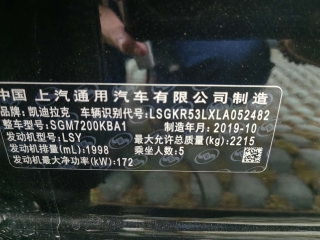 中国 上汽通用汽车有限公司制造
品牌:凯迪拉克 车辆识别代号:LSGKR53LXLA052482
整车型号:SGM7200KBA1 制造年月:2019-10
发动机型号:LSY 最大允许总质量(kg):2215
发动机排量(mL):1998 乘坐人数:5
发动机最大净功率(kW):172